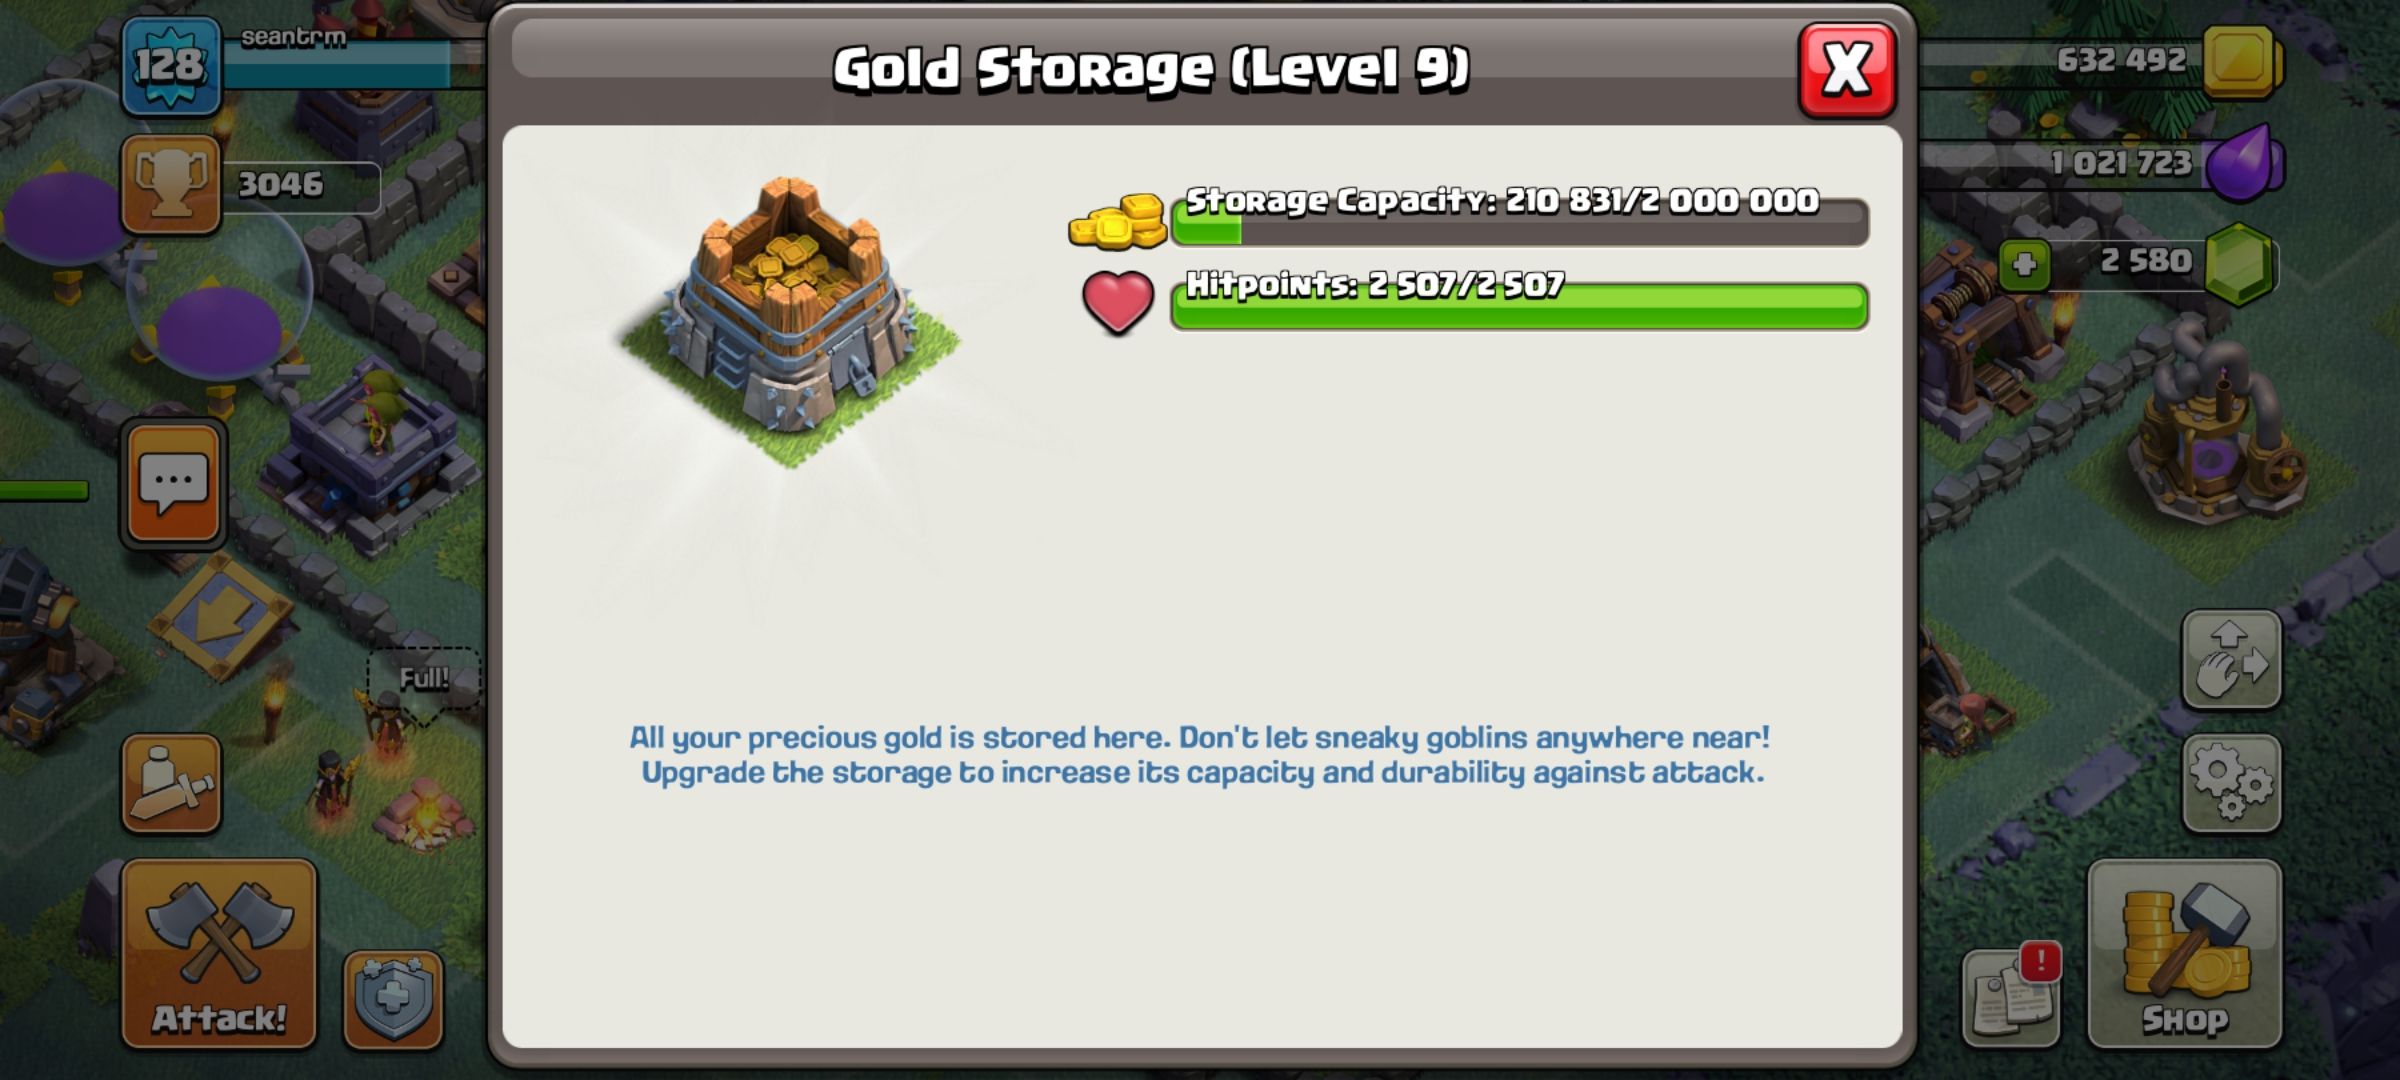 128
seantrm
Gold Storage (Level 9)
X
632 492
3046
1 021 723
Storage Capacity: 210 831/2 000 000
2 580
Hitpoints: 2 507/2 507
Full!
All your precious gold is stored here. Don't let sneaky goblins anywhere near!
Upgrade the storage to increase its capacity and durability against attack.
!
Attack!
Shop